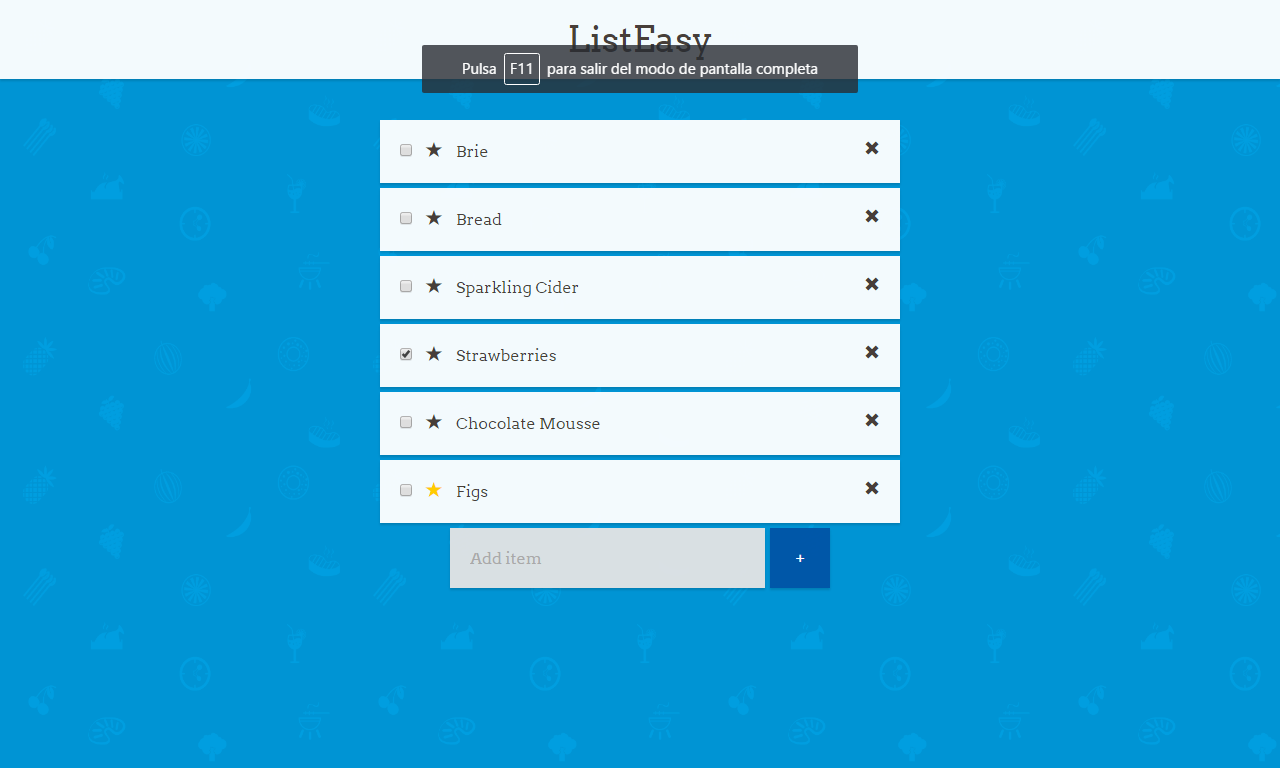 ListEasy
Pulsa F11 para salir del modo de pantalla completa
Brie
Bread
Sparkling Cider
Strawberries
Chocolate Mousse
Figs
Add item
+